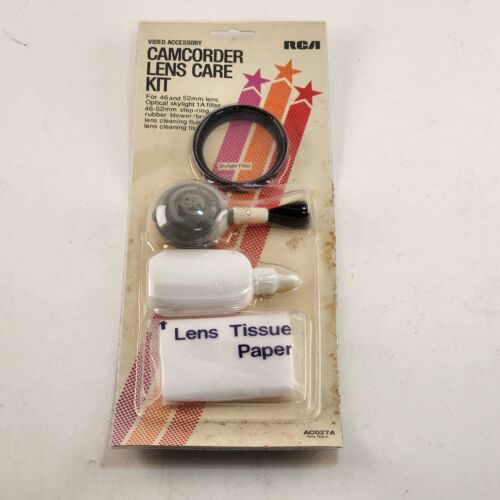 VIDEO ACCESSORY
RCA
CAMCORDER
LENS CARE
KIT
For 46 and 52mm lens.
Optical skylight 1A filter
46-52mm step-ring
rubber blower/br
lens cleaning flu
lens cleaning tis
Skylight Filter
Lens Tissue
Paper
AC027A